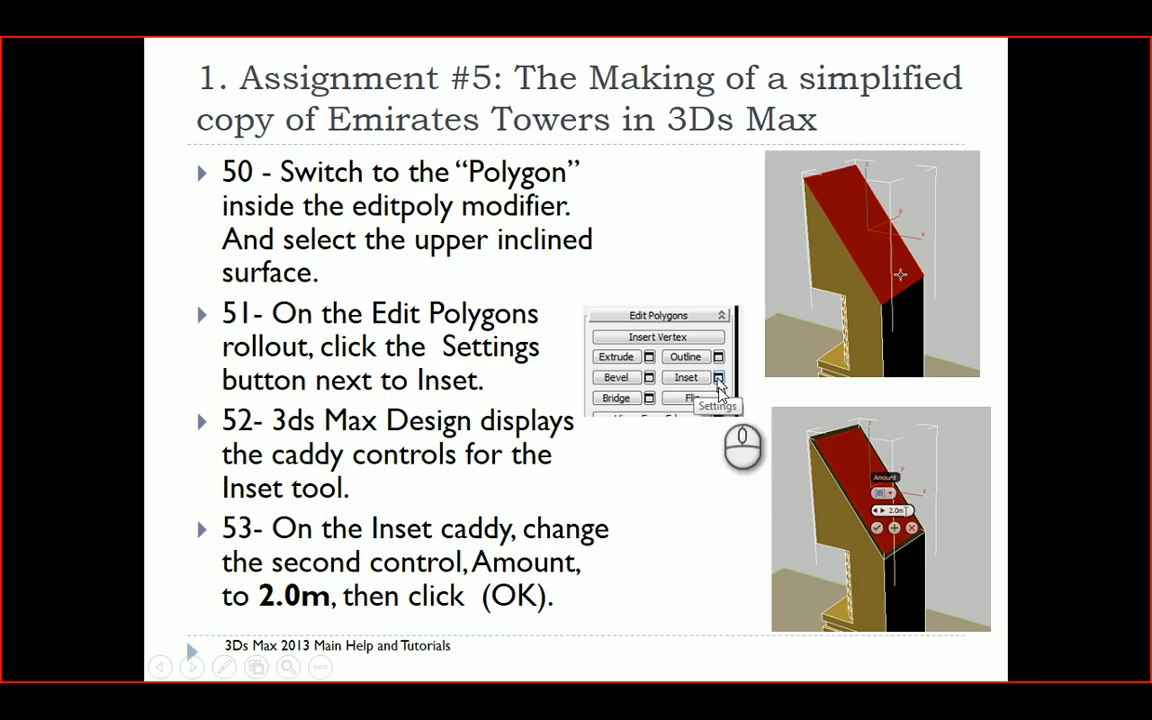 1. Assignment #5: The Making of a simplified
copy of Emirates Towers in 3Ds Max
50 - Switch to the “Polygon”
inside the editpoly modifier.
And select the upper inclined
surface.
51- On the Edit Polygons
rollout, click the Settings
button next to Inset.
52- 3ds Max Design displays
the caddy controls for the
Inset tool.
53- On the Inset caddy, change
the second control, Amount,
to 2.0m, then click (OK).
Edit Polygons
Insert Vertex
Extrude Outline
Bevel Inset
Bridge
Settings
z
y
x
z
y
x
Amount
2.0m
3Ds Max 2013 Main Help and Tutorials